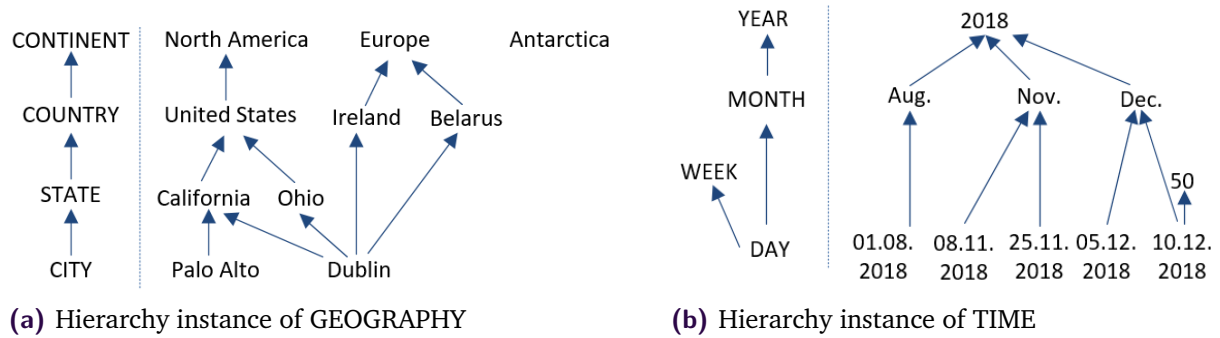 CONTINENT North America Europe Antarctica
COUNTRY United States Ireland Belarus
STATE California Ohio
CITY Palo Alto Dublin
(a) Hierarchy instance of GEOGRAPHY
YEAR 2018
MONTH Aug. Nov. Dec.
WEEK 50
DAY 01.08. 08.11. 25.11. 05.12. 10.12.
2018 2018 2018 2018 2018
(b) Hierarchy instance of TIME